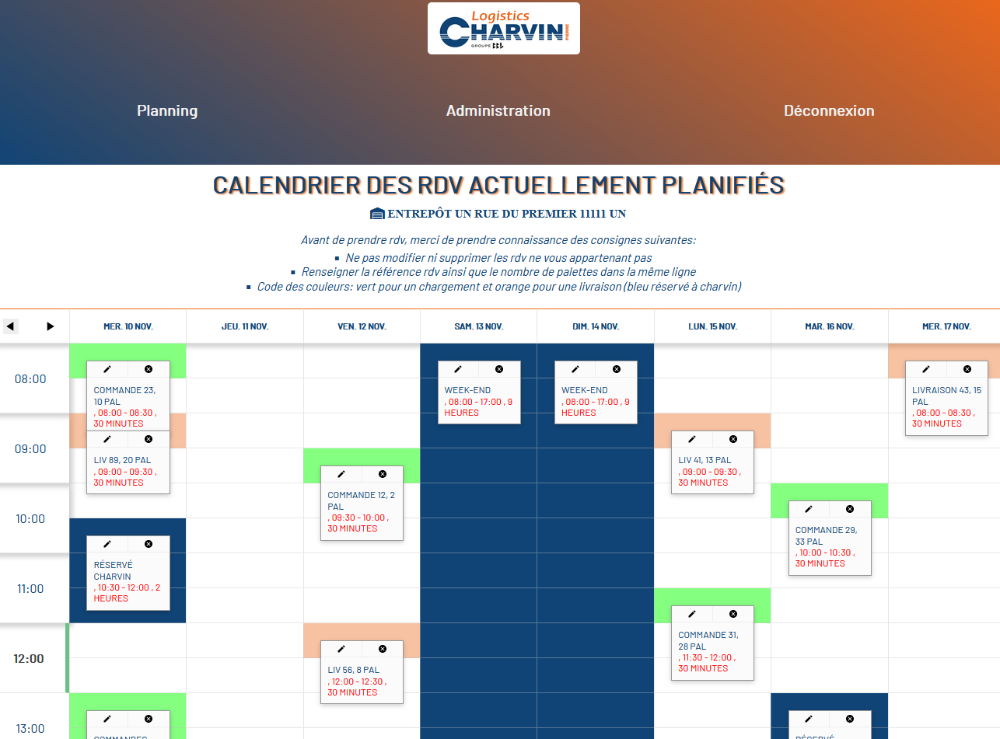 Logistics
CHARVIN
PIERRE
GROUPE BBL
Planning
Administration
Déconnexion
CALENDRIER DES RDV ACTUELLEMENT PLANIFIÉS
ENTREPÔT UN RUE DU PREMIER 11111 UN
Avant de prendre rdv, merci de prendre connaissance des consignes suivantes:
Ne pas modifier ni supprimer les rdv ne vous appartenant pas
Renseigner la référence rdv ainsi que le nombre de palettes dans la même ligne
Code des couleurs: vert pour un chargement et orange pour une livraison (bleu réservé à charvin)
MER. 10 NOV.
JEU. 11 NOV.
VEN. 12 NOV.
SAM. 13 NOV.
DIM. 14 NOV.
LUN. 15 NOV.
MAR. 16 NOV.
MER. 17 NOV.
08:00
09:00
10:00
11:00
12:00
13:00
COMMANDE 23,
10 PAL
, 08:00 - 08:30 ,
30 MINUTES
LIV 89, 20 PAL
, 09:00 - 09:30 ,
30 MINUTES
RÉSERVÉ
CHARVIN
, 10:30 - 12:00 , 2
HEURES
COMMANDES
COMMANDE 12, 2
PAL
, 09:30 - 10:00 ,
30 MINUTES
LIV 56, 8 PAL
, 12:00 - 12:30 ,
30 MINUTES
WEEK-END
, 08:00 - 17:00 , 9
HEURES
WEEK-END
, 08:00 - 17:00 , 9
HEURES
LIV 41, 13 PAL
, 09:00 - 09:30 ,
30 MINUTES
COMMANDE 31,
28 PAL
, 11:30 - 12:00 ,
30 MINUTES
COMMANDE 29,
33 PAL
, 10:00 - 10:30 ,
30 MINUTES
RÉSERVÉ
LIVRAISON 43, 15
PAL
, 08:00 - 08:30 ,
30 MINUTES